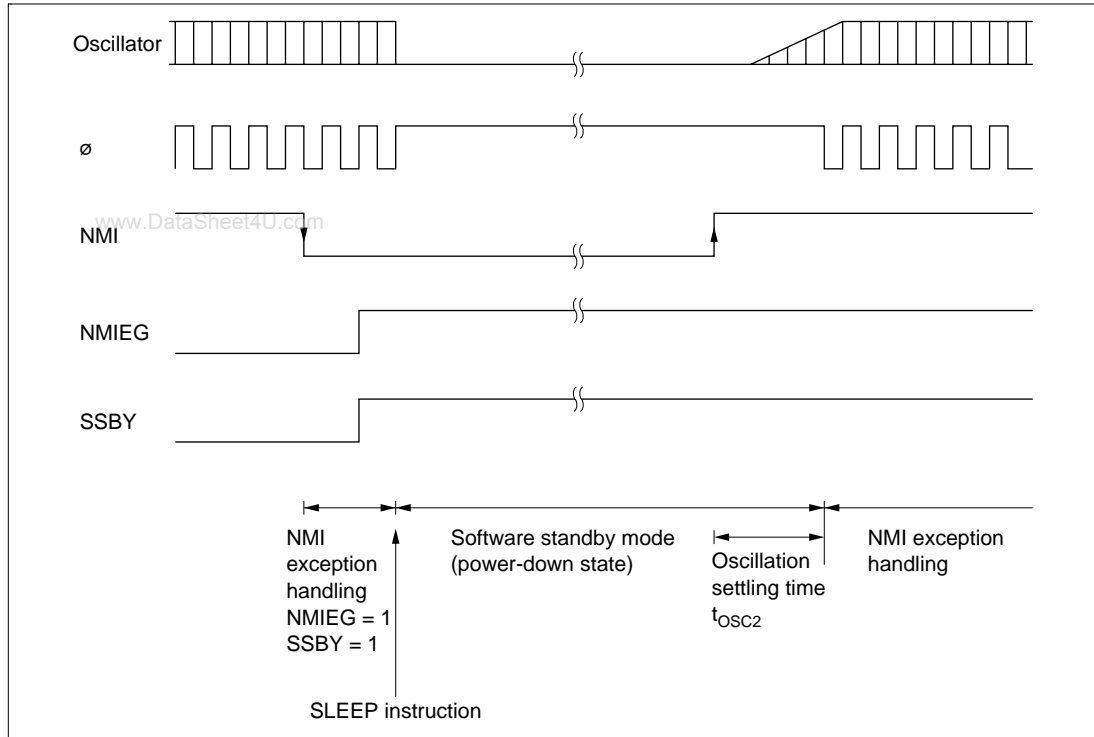 Oscillator
ø
www.DataSheet4U.com
NMI
NMIEG
SSBY
NMI
exception
handling
NMIEG = 1
SSBY = 1
Software standby mode
(power-down state)
Oscillation
settling time
tOSC2
NMI exception
handling
SLEEP instruction